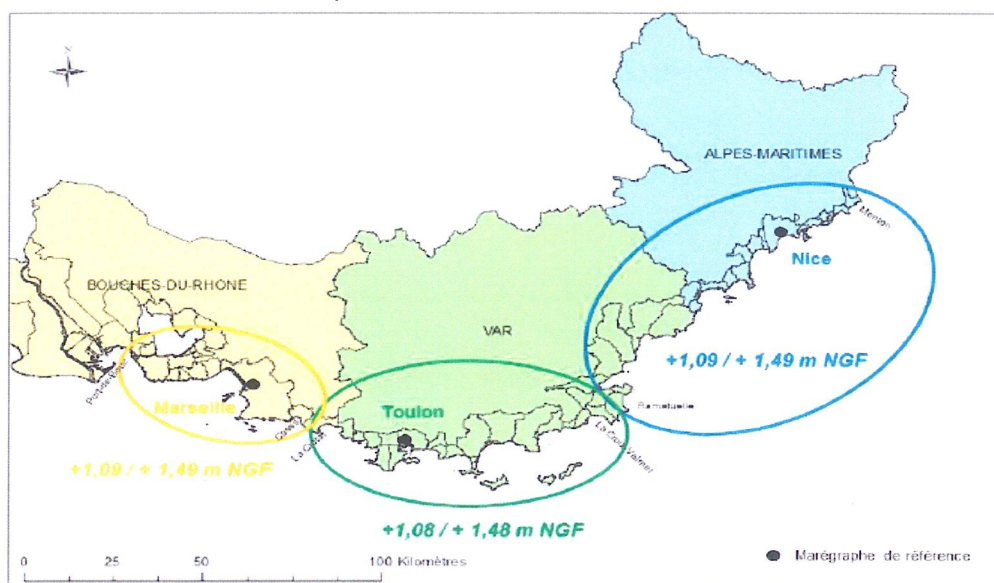 N
ALPES-MARITIMES
Menton
Nice
BOUCHES-DU-RHONE
VAR
+1,09 / + 1,49 m NGF
Marseille
Toulon
Ramatuelle
La Croix Valmer
La Ciotat
+1,09 / + 1,49 m NGF
+1,08 / + 1,48 m NGF
0 25 50 100 Kilomètres
Marégraphe de référence